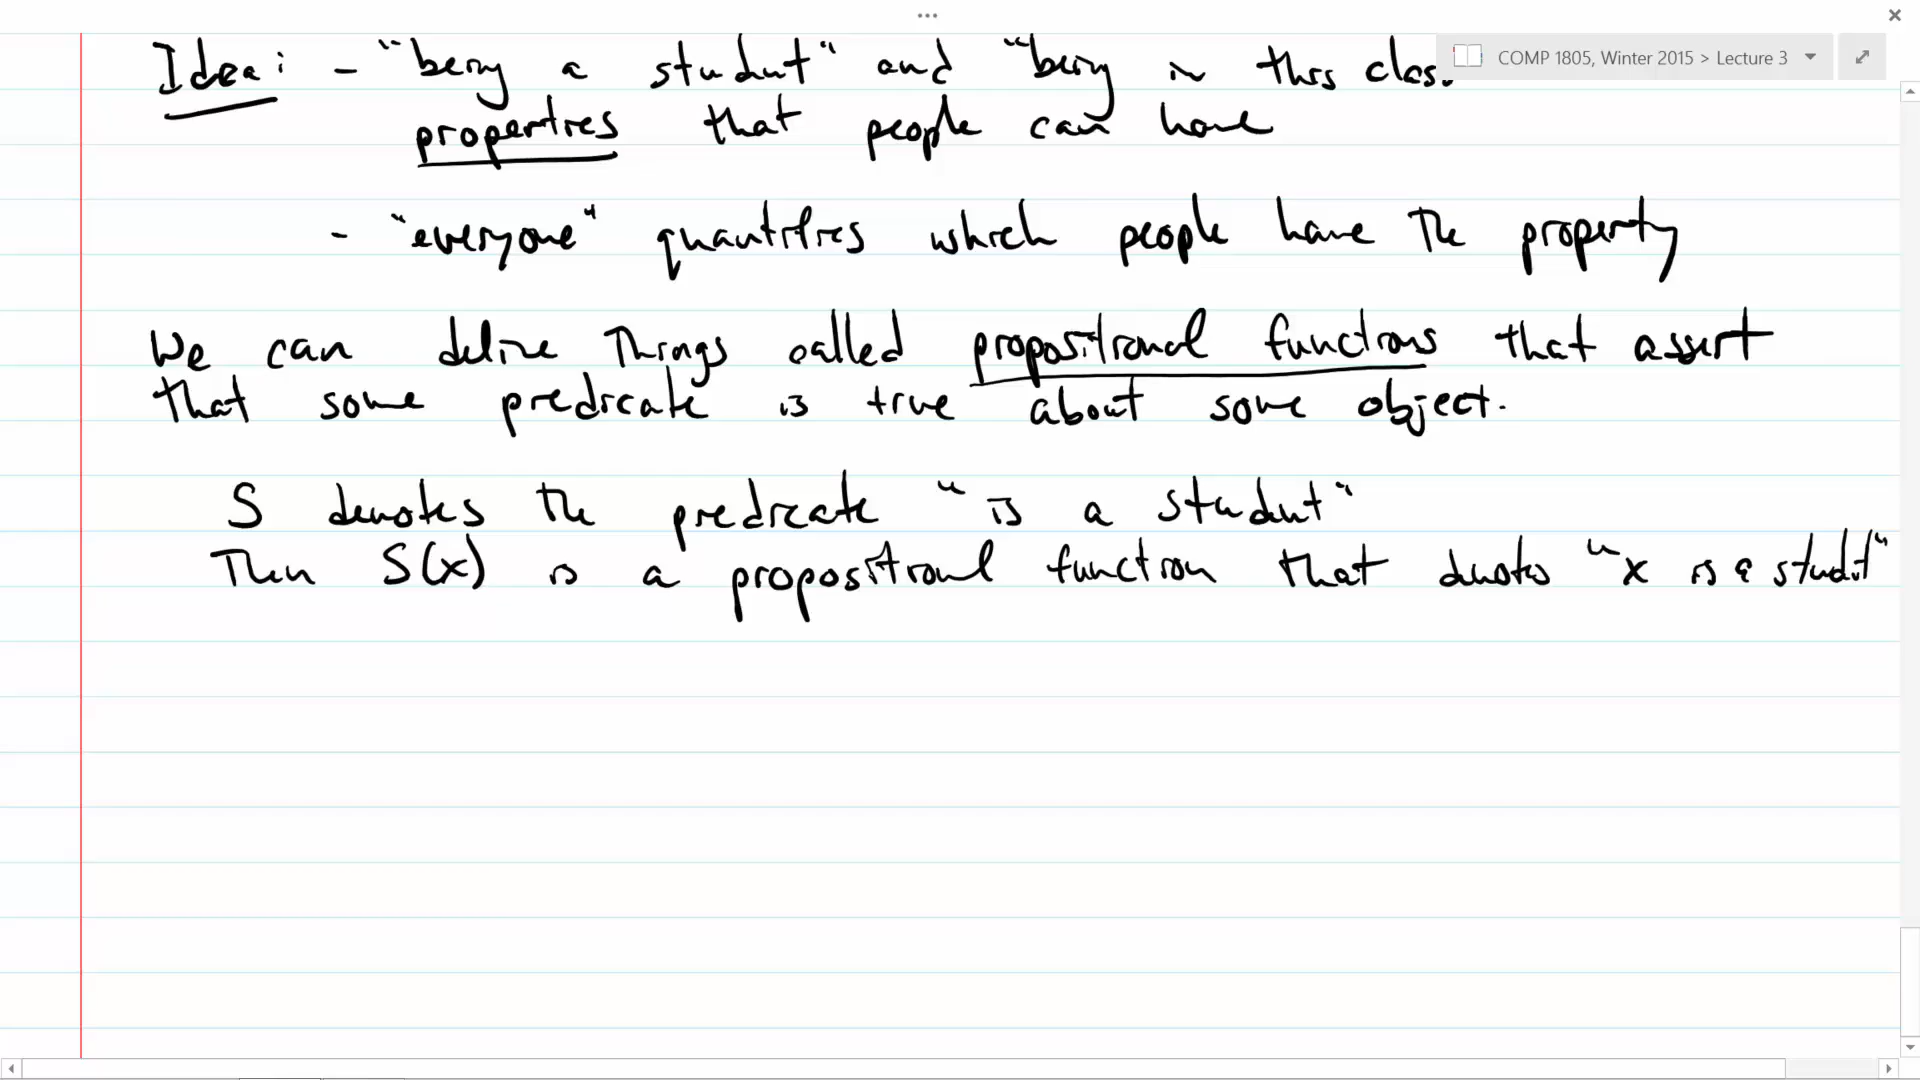 COMP 1805, Winter 2015 > Lecture 3
Idea: - "being a student" and "being in this class
properties that people can have
- "everyone" quantifies which people have the property
We can define things called propositional functions that assert
that some predicate is true about some object.
S denotes the predicate "is a student"
Then S(x) is a propositional function that denotes "x is a student"